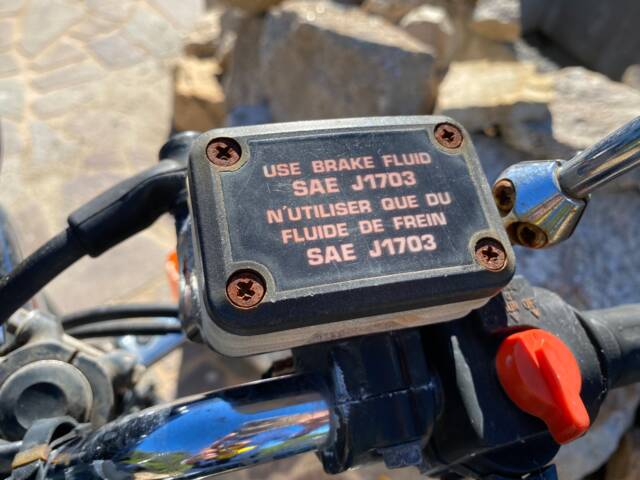 USE BRAKE FLUID
SAE J1703
N'UTILISER QUE DU
FLUIDE DE FREIN
SAE J1703